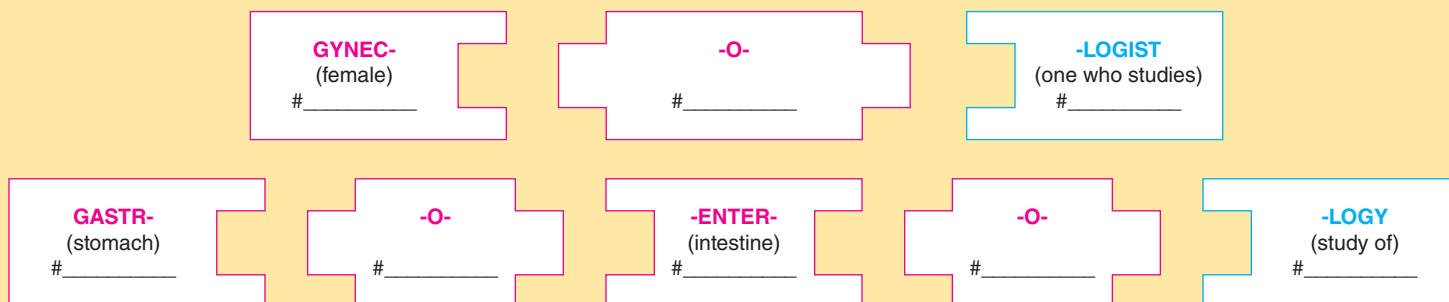 GYNEC- -O- -LOGIST
(female) (one who studies)
#__________ #__________ #__________
GASTR- -O- -ENTER- -O- -LOGY
(stomach) (intestine) (study of)
#__________ #__________ #__________ #__________ #__________